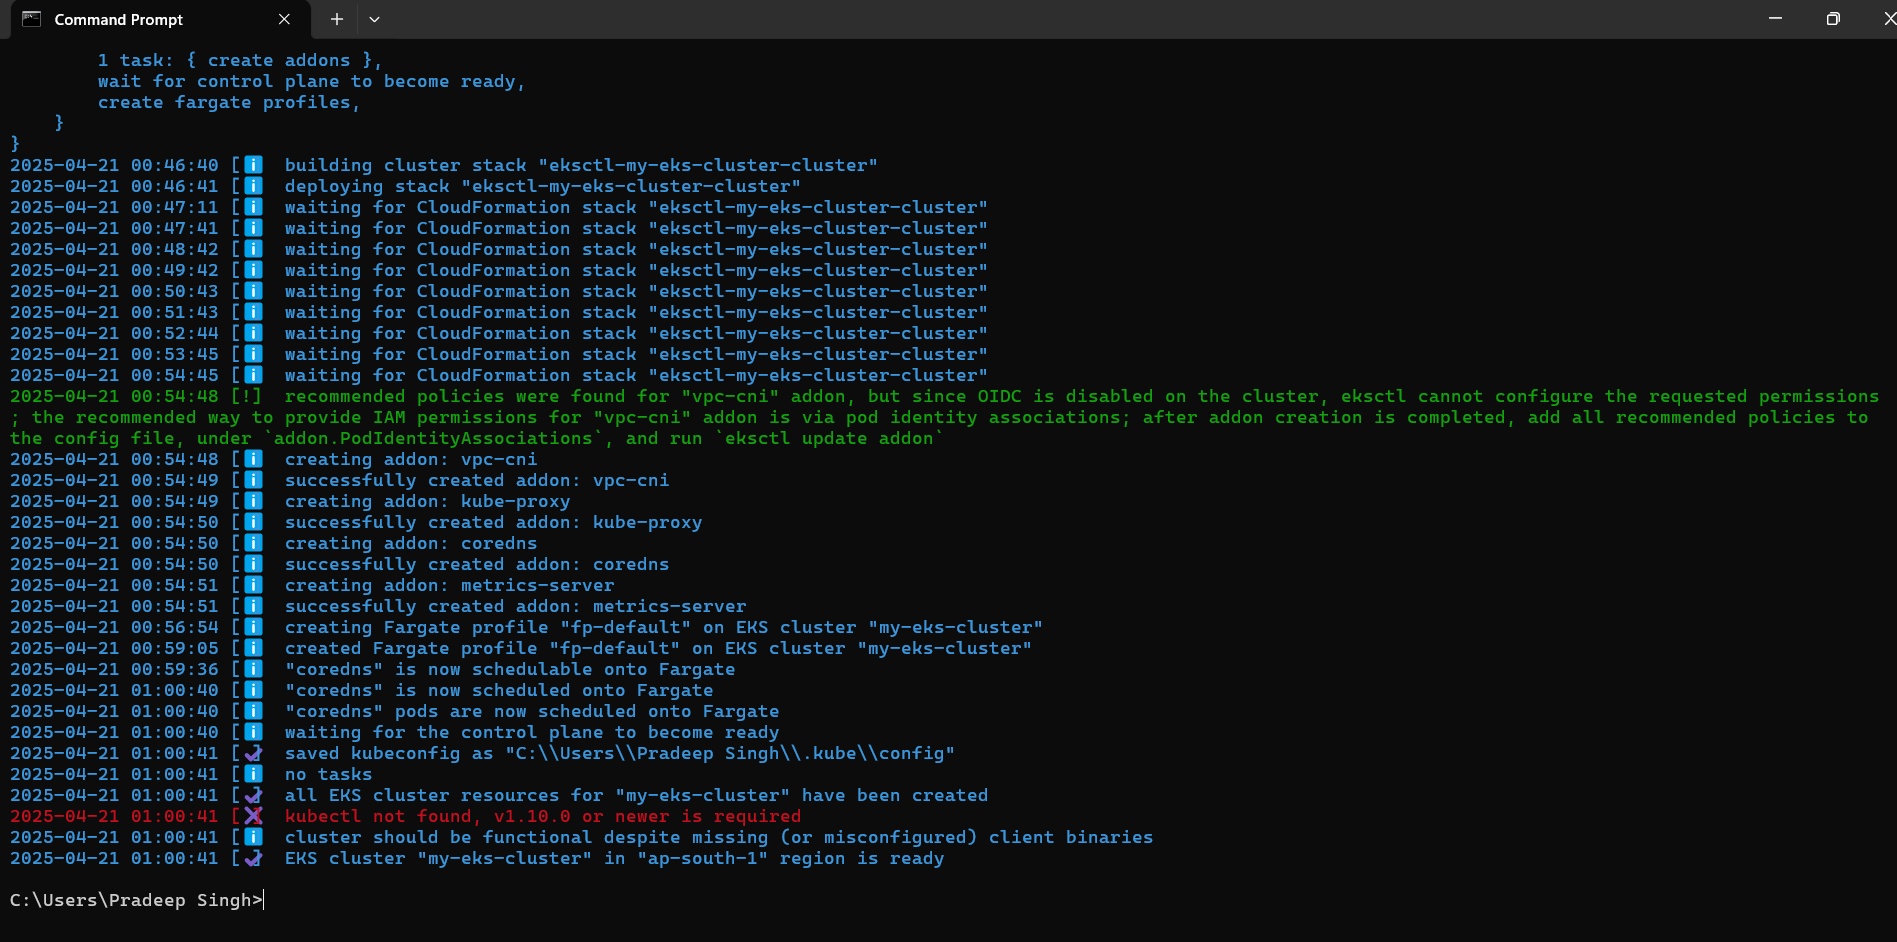 Command Prompt
1 task: { create addons },
wait for control plane to become ready,
create fargate profiles,
}
}
2025-04-21 00:46:40 [ℹ]  building cluster stack "eksctl-my-eks-cluster-cluster"
2025-04-21 00:46:41 [ℹ]  deploying stack "eksctl-my-eks-cluster-cluster"
2025-04-21 00:47:11 [ℹ]  waiting for CloudFormation stack "eksctl-my-eks-cluster-cluster"
2025-04-21 00:47:41 [ℹ]  waiting for CloudFormation stack "eksctl-my-eks-cluster-cluster"
2025-04-21 00:48:42 [ℹ]  waiting for CloudFormation stack "eksctl-my-eks-cluster-cluster"
2025-04-21 00:49:42 [ℹ]  waiting for CloudFormation stack "eksctl-my-eks-cluster-cluster"
2025-04-21 00:50:43 [ℹ]  waiting for CloudFormation stack "eksctl-my-eks-cluster-cluster"
2025-04-21 00:51:43 [ℹ]  waiting for CloudFormation stack "eksctl-my-eks-cluster-cluster"
2025-04-21 00:52:44 [ℹ]  waiting for CloudFormation stack "eksctl-my-eks-cluster-cluster"
2025-04-21 00:53:45 [ℹ]  waiting for CloudFormation stack "eksctl-my-eks-cluster-cluster"
2025-04-21 00:54:45 [ℹ]  waiting for CloudFormation stack "eksctl-my-eks-cluster-cluster"
2025-04-21 00:54:48 [!]  recommended policies were found for "vpc-cni" addon, but since OIDC is disabled on the cluster, eksctl cannot configure the requested permissions
; the recommended way to provide IAM permissions for "vpc-cni" addon is via pod identity associations; after addon creation is completed, add all recommended policies to
the config file, under `addon.PodIdentityAssociations`, and run `eksctl update addon`
2025-04-21 00:54:48 [ℹ]  creating addon: vpc-cni
2025-04-21 00:54:49 [ℹ]  successfully created addon: vpc-cni
2025-04-21 00:54:49 [ℹ]  creating addon: kube-proxy
2025-04-21 00:54:50 [ℹ]  successfully created addon: kube-proxy
2025-04-21 00:54:50 [ℹ]  creating addon: coredns
2025-04-21 00:54:50 [ℹ]  successfully created addon: coredns
2025-04-21 00:54:51 [ℹ]  creating addon: metrics-server
2025-04-21 00:54:51 [ℹ]  successfully created addon: metrics-server
2025-04-21 00:56:54 [ℹ]  creating Fargate profile "fp-default" on EKS cluster "my-eks-cluster"
2025-04-21 00:59:05 [ℹ]  created Fargate profile "fp-default" on EKS cluster "my-eks-cluster"
2025-04-21 00:59:36 [ℹ]  "coredns" is now schedulable onto Fargate
2025-04-21 01:00:40 [ℹ]  "coredns" is now scheduled onto Fargate
2025-04-21 01:00:40 [ℹ]  "coredns" pods are now scheduled onto Fargate
2025-04-21 01:00:40 [ℹ]  waiting for the control plane to become ready
2025-04-21 01:00:41 [✔]  saved kubeconfig as "C:\\Users\\Pradeep Singh\\.kube\\config"
2025-04-21 01:00:41 [ℹ]  no tasks
2025-04-21 01:00:41 [✔]  all EKS cluster resources for "my-eks-cluster" have been created
2025-04-21 01:00:41 [✖]  kubectl not found, v1.10.0 or newer is required
2025-04-21 01:00:41 [ℹ]  cluster should be functional despite missing (or misconfigured) client binaries
2025-04-21 01:00:41 [✔]  EKS cluster "my-eks-cluster" in "ap-south-1" region is ready
C:\Users\Pradeep Singh>